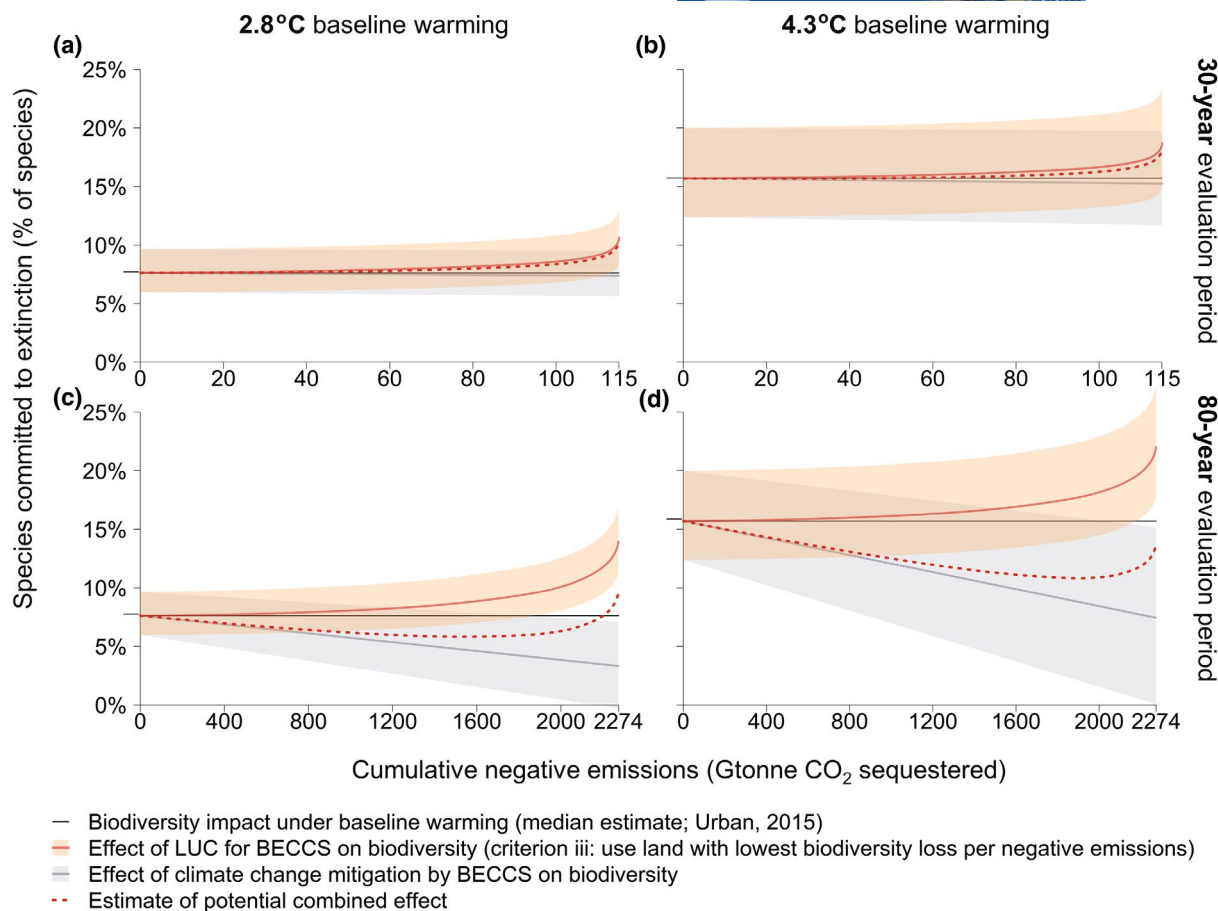 2.8°C baseline warming
4.3°C baseline warming
(a)
(b)
25%
20%
15%
10%
5%
0%
0 20 40 60 80 100 115
0 20 40 60 80 100 115
30-year evaluation period
(c)
(d)
25%
20%
15%
10%
5%
0%
0 400 800 1200 1600 2000 2274
0 400 800 1200 1600 2000 2274
80-year evaluation period
Species committed to extinction (% of species)
Cumulative negative emissions (Gtonne CO₂ sequestered)
Biodiversity impact under baseline warming (median estimate; Urban, 2015)
Effect of LUC for BECCS on biodiversity (criterion iii: use land with lowest biodiversity loss per negative emissions)
Effect of climate change mitigation by BECCS on biodiversity
Estimate of potential combined effect